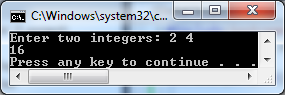 C:\Windows\system32\c...
Enter two integers: 2 4
16
Press any key to continue . . .